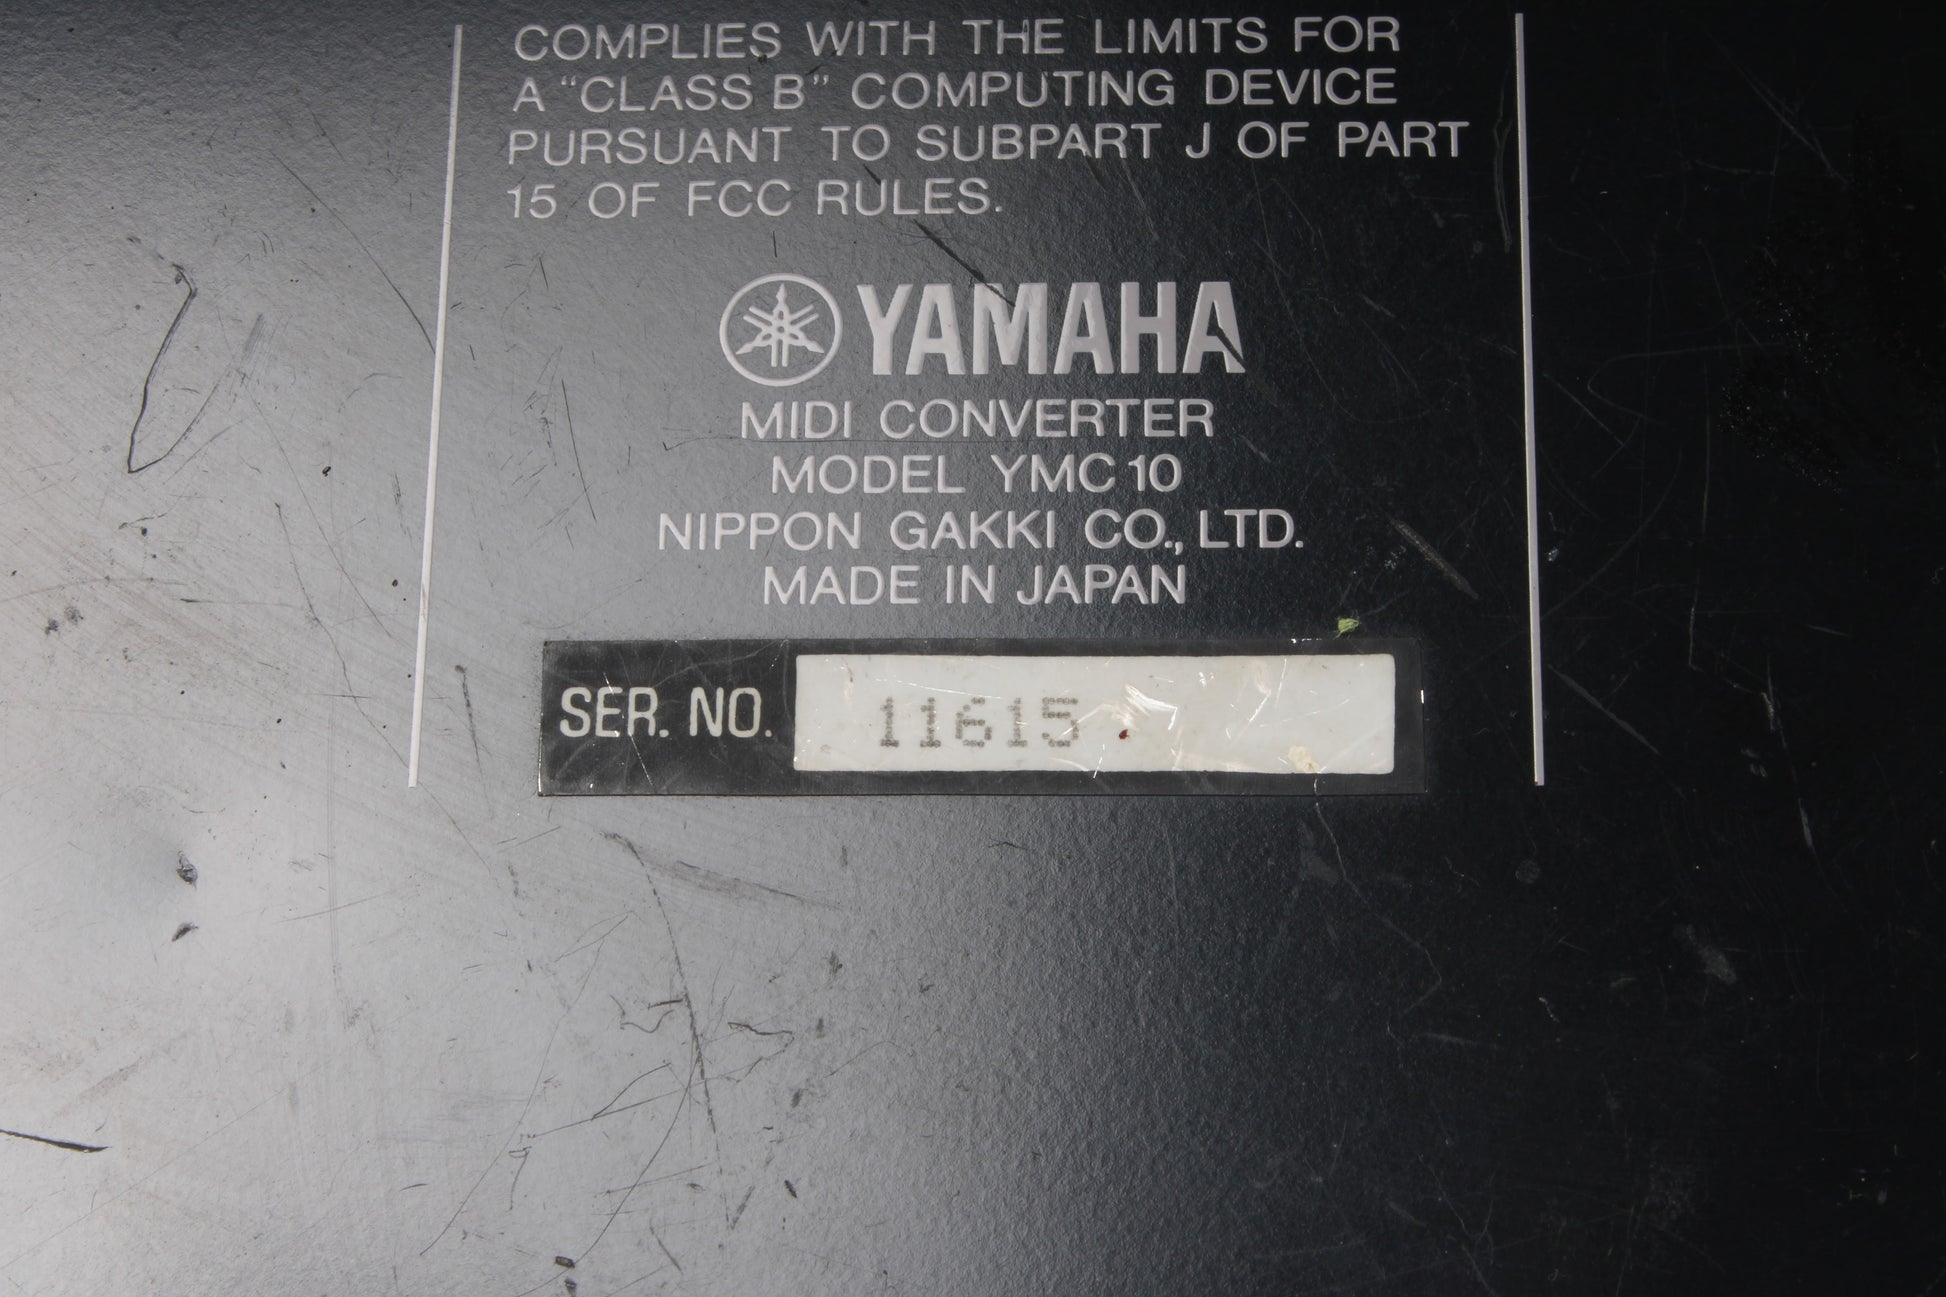 COMPLIES WITH THE LIMITS FOR
A "CLASS B" COMPUTING DEVICE
PURSUANT TO SUBPART J OF PART
15 OF FCC RULES.
YAMAHA
MIDI CONVERTER
MODEL YMC10
NIPPON GAKKI CO., LTD.
MADE IN JAPAN
SER. NO. 11615